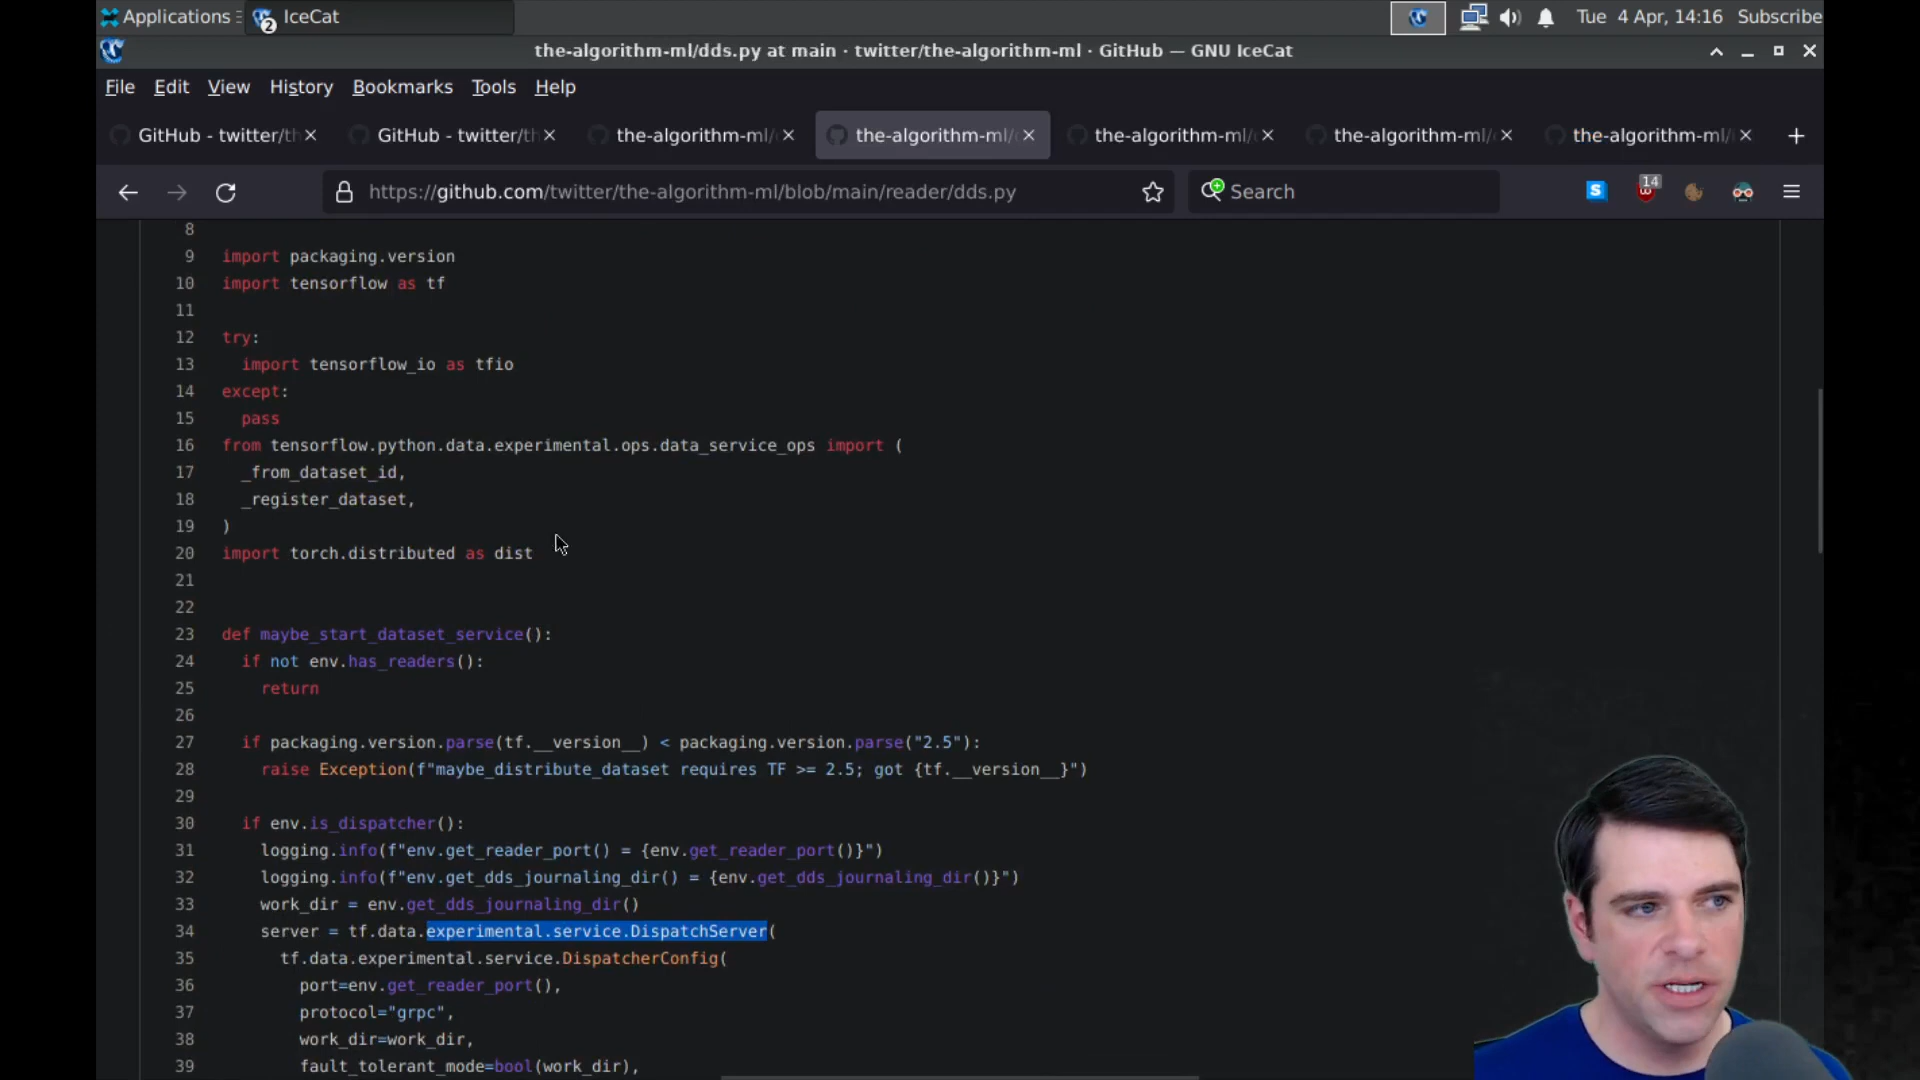 Applications
2
IceCat
Tue 4 Apr, 14:16
Subscribe
the-algorithm-ml/dds.py at main · twitter/the-algorithm-ml · GitHub — GNU IceCat
File Edit View History Bookmarks Tools Help
GitHub - twitter/th
GitHub - twitter/th
the-algorithm-ml/
the-algorithm-ml/
the-algorithm-ml/
the-algorithm-ml/
the-algorithm-ml/
https://github.com/twitter/the-algorithm-ml/blob/main/reader/dds.py
Search
S
14
8
9 import packaging.version
10 import tensorflow as tf
11
12 try:
13   import tensorflow_io as tfio
14 except:
15   pass
16 from tensorflow.python.data.experimental.ops.data_service_ops import (
17   _from_dataset_id,
18   _register_dataset,
19 )
20 import torch.distributed as dist
21
22
23 def maybe_start_dataset_service():
24   if not env.has_readers():
25     return
26
27   if packaging.version.parse(tf.__version__) < packaging.version.parse("2.5"):
28     raise Exception(f"maybe_distribute_dataset requires TF >= 2.5; got {tf.__version__}")
29
30   if env.is_dispatcher():
31     logging.info(f"env.get_reader_port() = {env.get_reader_port()}")
32     logging.info(f"env.get_dds_journaling_dir() = {env.get_dds_journaling_dir()}")
33     work_dir = env.get_dds_journaling_dir()
34     server = tf.data.experimental.service.DispatchServer(
35       tf.data.experimental.service.DispatcherConfig(
36         port=env.get_reader_port(),
37         protocol="grpc",
38         work_dir=work_dir,
39         fault_tolerant_mode=bool(work_dir),